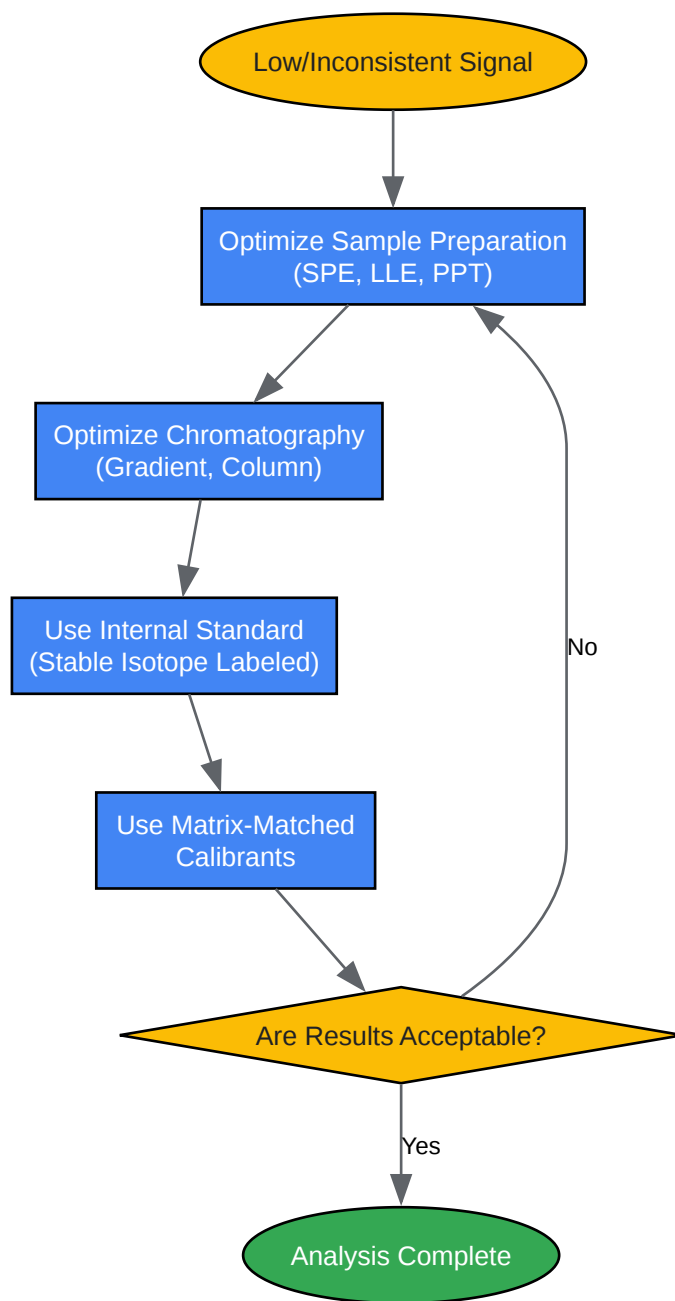 Low/Inconsistent Signal
Optimize Sample Preparation
(SPE, LLE, PPT)
Optimize Chromatography
(Gradient, Column)
Use Internal Standard
(Stable Isotope Labeled)
No
Use Matrix-Matched
Calibrants
Are Results Acceptable?
Yes
Analysis Complete